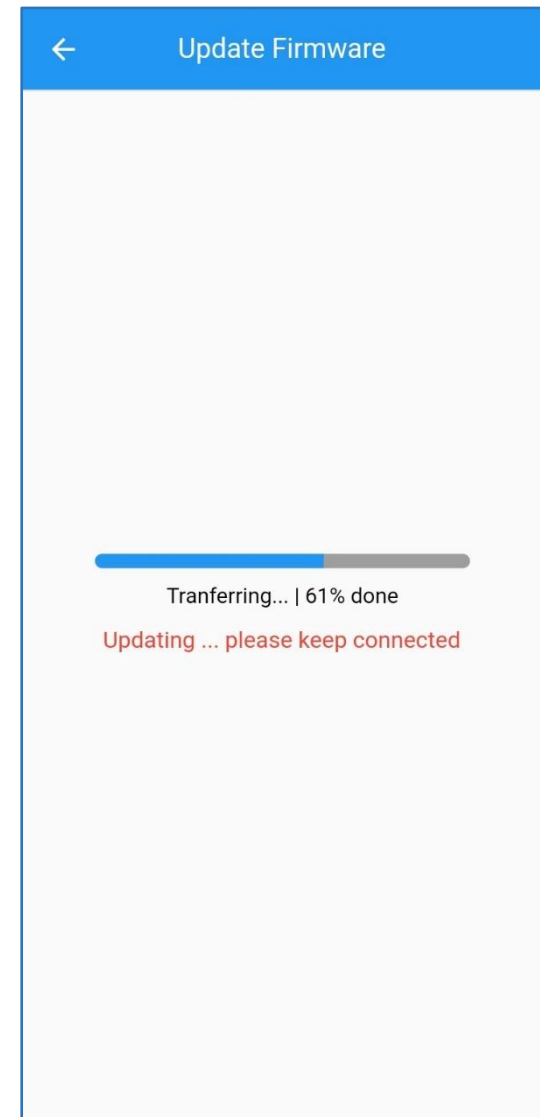 Update Firmware
Tranferring... | 61% done
Updating ... please keep connected